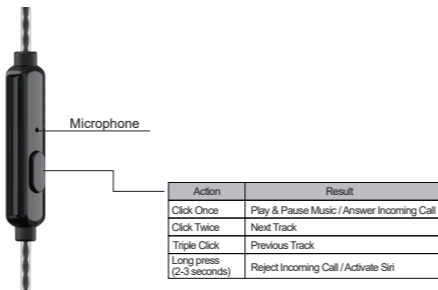 Microphone
Action Result
Click Once Play & Pause Music / Answer Incoming Call
Click Twice Next Track
Triple Click Previous Track
Long press
(2-3 seconds) Reject Incoming Call / Activate Siri